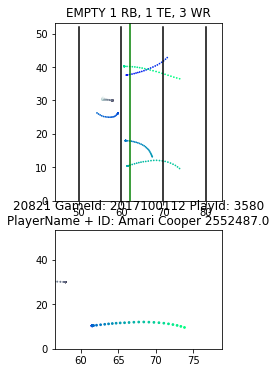 EMPTY 1 RB, 1 TE, 3 WR
50
40
30
20
10
0
50 60 70 80
20821 GameId: 2017100112 PlayId: 3580
PlayerName + ID: Amari Cooper 2552487.0
40
20
0
60 65 70 75